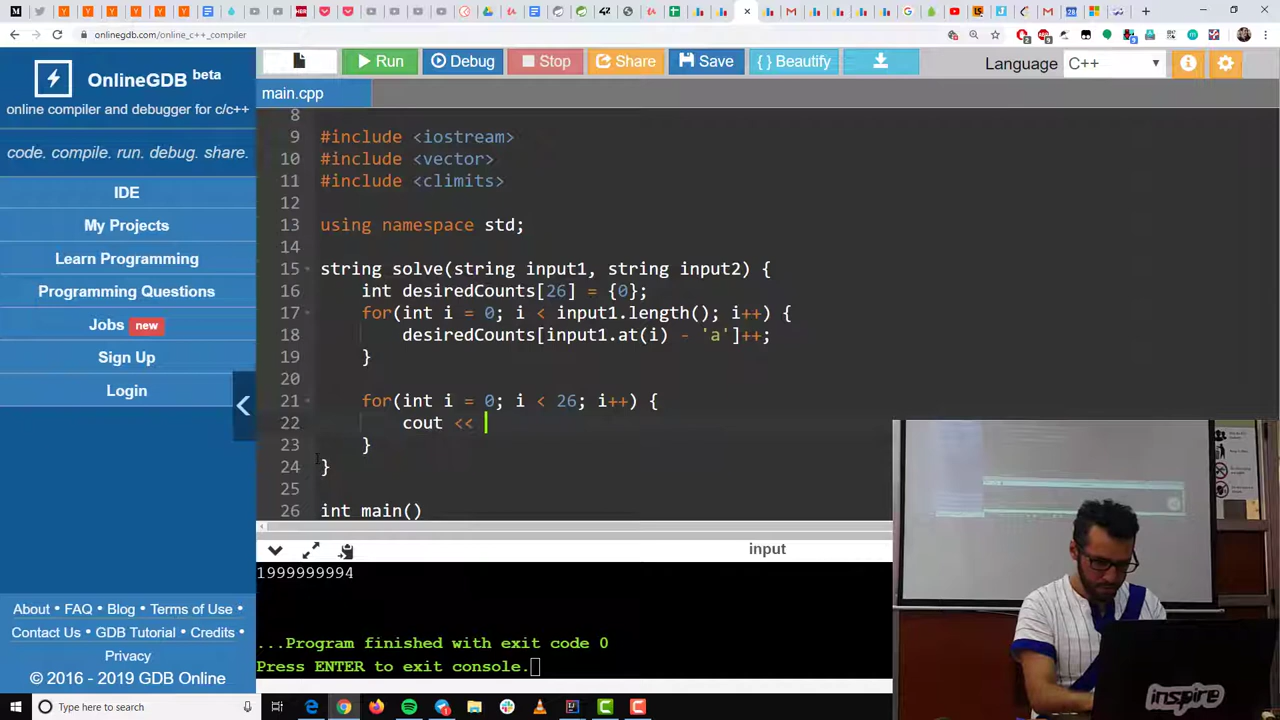 onlinegdb.com/online_c++_compiler
OnlineGDB beta
online compiler and debugger for c/c++
code. compile. run. debug. share.
IDE
My Projects
Learn Programming
Programming Questions
Jobs new
Sign Up
Login
About • FAQ • Blog • Terms of Use •
Contact Us • GDB Tutorial • Credits •
Privacy
© 2016 - 2019 GDB Online
Run Debug Stop Share Save { } Beautify Language C++
main.cpp
8
9 #include <iostream>
10 #include <vector>
11 #include <climits>
12
13 using namespace std;
14
15 string solve(string input1, string input2) {
16 int desiredCounts[26] = {0};
17 for(int i = 0; i < input1.length(); i++) {
18 desiredCounts[input1.at(i) - 'a']++;
19 }
20
21 for(int i = 0; i < 26; i++) {
22 cout <<
23 }
24 }
25
26 int main()
input
1999999994
...Program finished with exit code 0
Press ENTER to exit console.
inspire
Type here to search